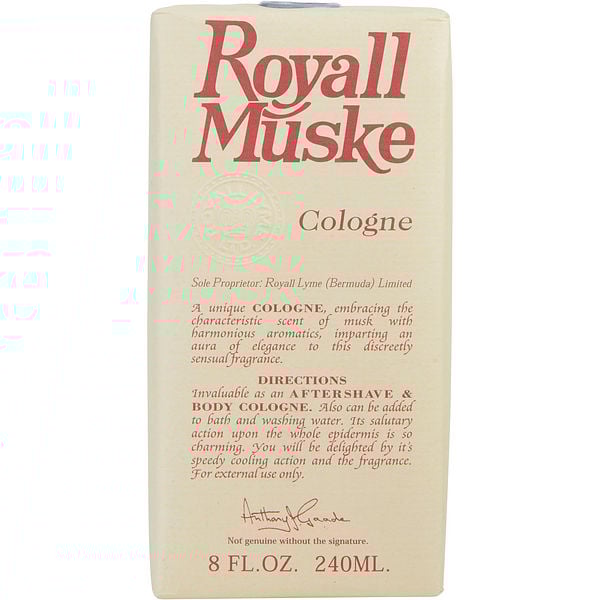 Royall
Muske
Cologne
Sole Proprietor: Royall Lyme (Bermuda) Limited
A unique COLOGNE, embracing the
characteristic scent of musk with
harmonious aromatics, imparting an
aura of elegance to this discreetly
sensual fragrance.
DIRECTIONS
Invaluable as an AFTERSHAVE &
BODY COLOGNE. Also can be added
to bath and washing water. Its salutary
action upon the whole epidermis is so
charming. You will be delighted by it's
speedy cooling action and the fragrance.
For external use only.
Anthony J Gaade
Not genuine without the signature.
8 FL.OZ. 240ML.